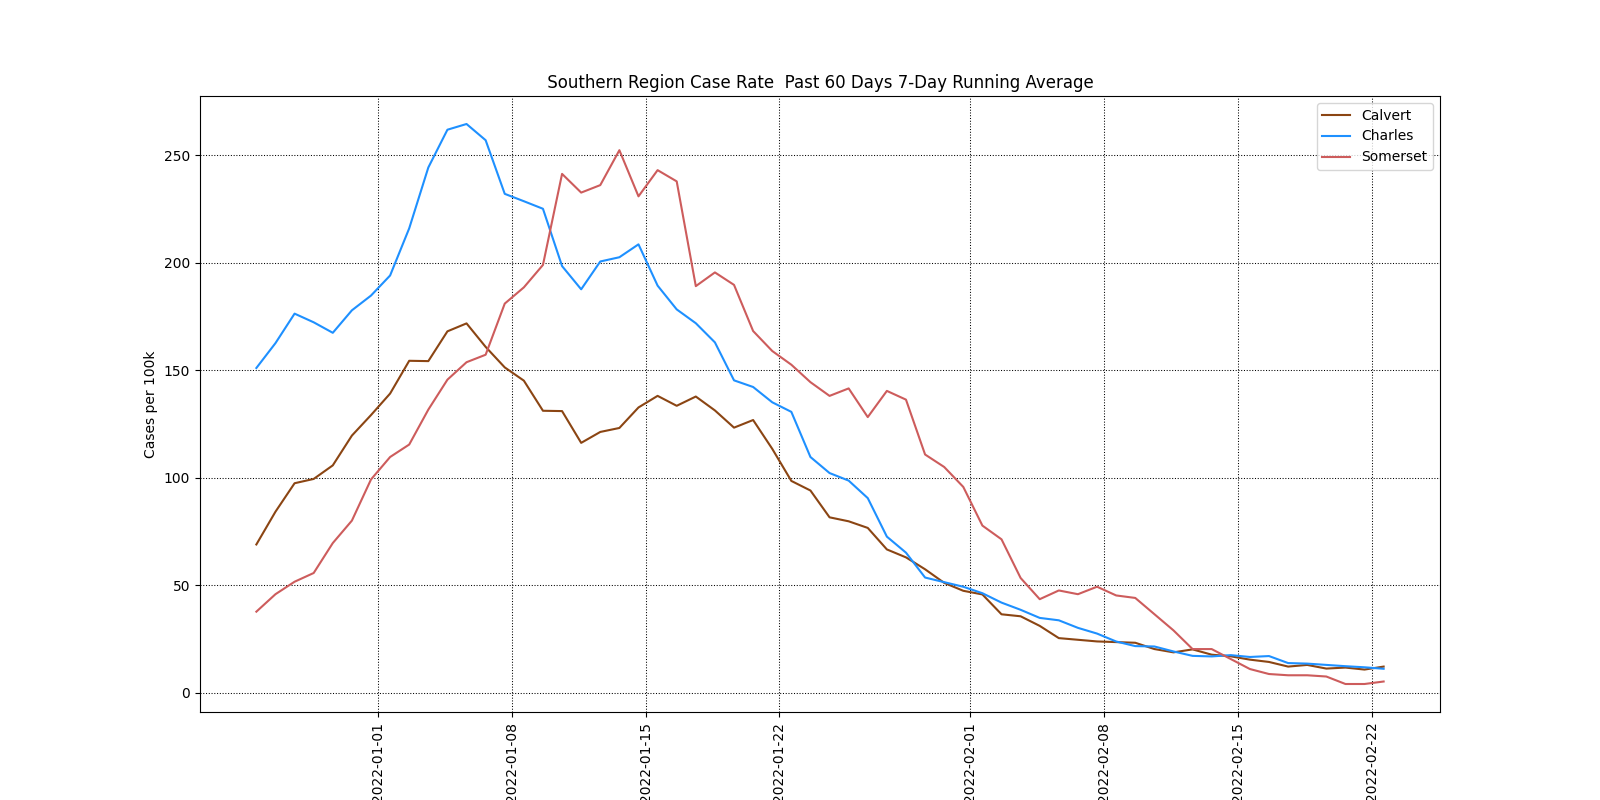 Southern Region Case Rate  Past 60 Days 7-Day Running Average
Calvert
Charles
Somerset
Cases per 100k
250
200
150
100
50
0
2022-01-01
2022-01-08
2022-01-15
2022-01-22
2022-02-01
2022-02-08
2022-02-15
2022-02-22